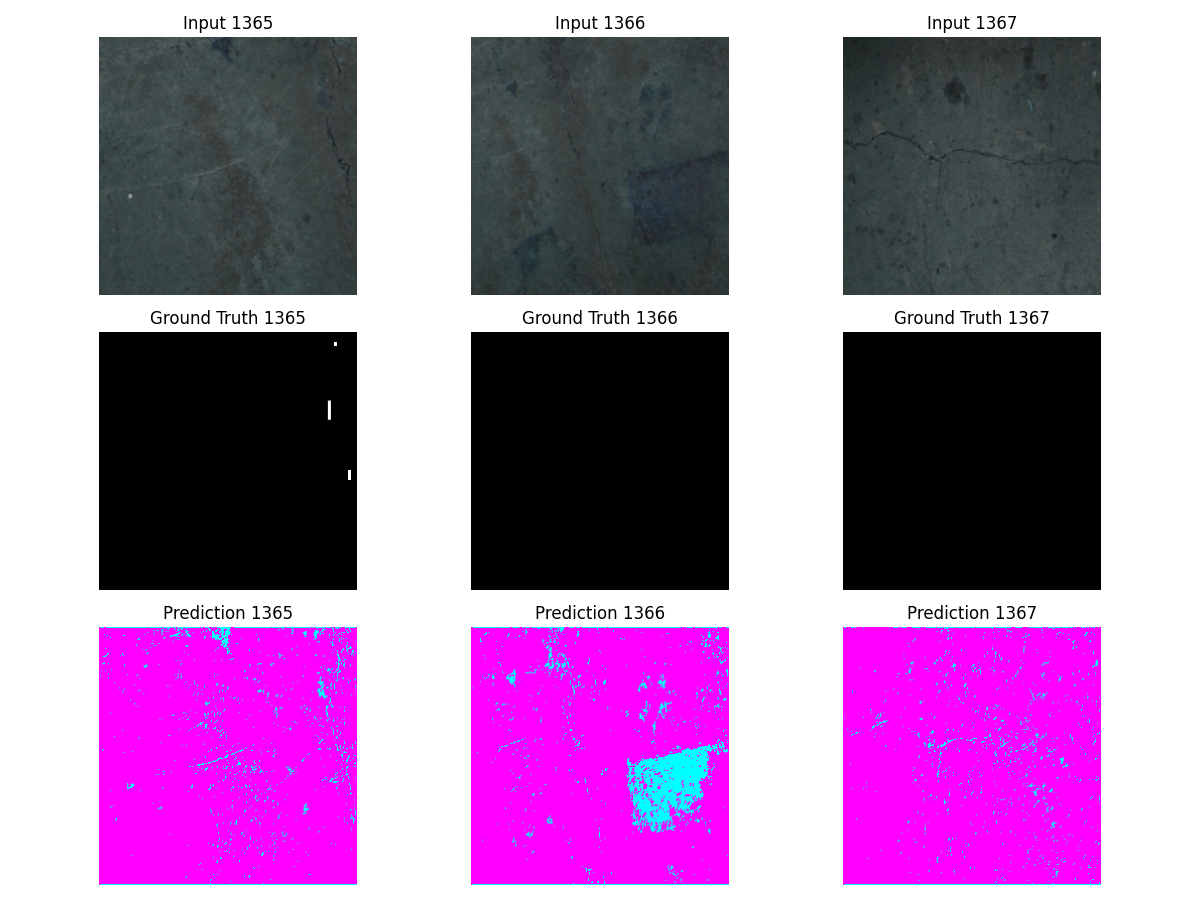 Input 1365
Input 1366
Input 1367
Ground Truth 1365
Ground Truth 1366
Ground Truth 1367
Prediction 1365
Prediction 1366
Prediction 1367